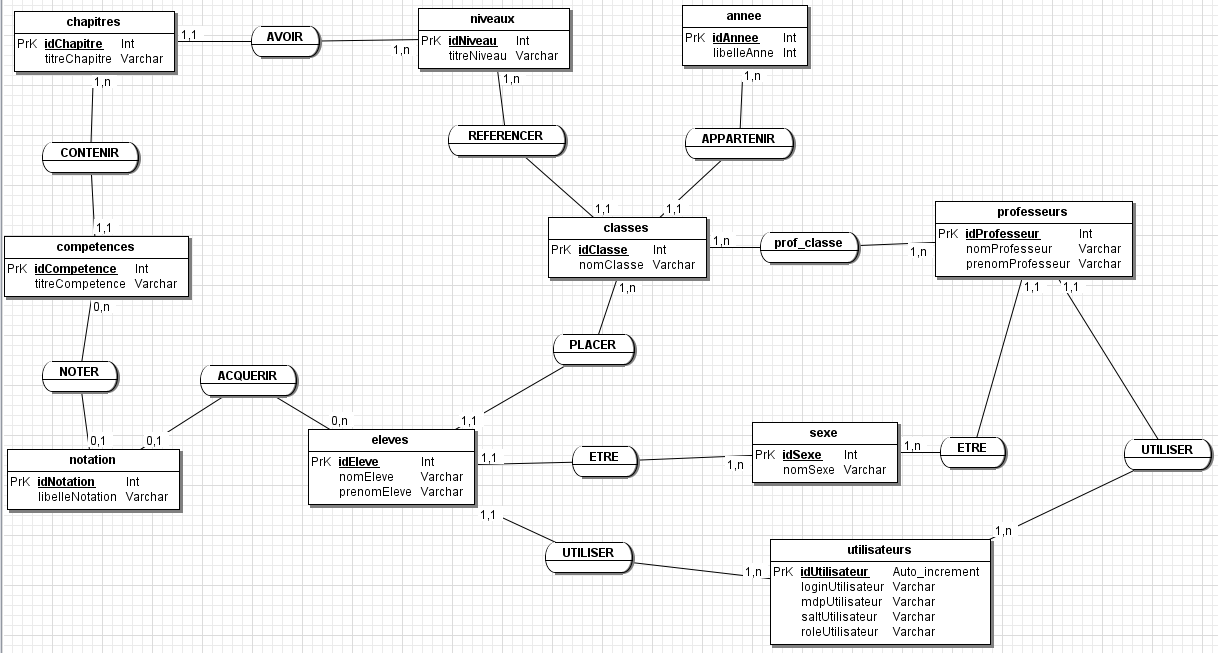 chapitres
PrK idChapitre Int
titreChapitre Varchar
1,1
AVOIR
1,n
niveaux
PrK idNiveau Int
titreNiveau Varchar
annee
PrK idAnnee Int
libelleAnne Int
1,n
1,n
1,n
CONTENIR
REFERENCER
APPARTENIR
1,1
1,1
1,1
competences
PrK idCompetence Int
titreCompetence Varchar
classes
PrK idClasse Int
nomClasse Varchar
1,n
prof_classe
1,n
professeurs
PrK idProfesseur Int
nomProfesseur Varchar
prenomProfesseur Varchar
0,n
1,n
1,1
1,1
PLACER
NOTER
ACQUERIR
0,1
0,1
0,n
1,1
notation
PrK idNotation Int
libelleNotation Varchar
eleves
PrK idEleve Int
nomEleve Varchar
prenomEleve Varchar
1,1
ETRE
1,n
sexe
PrK idSexe Int
nomSexe Varchar
1,n
ETRE
UTILISER
1,1
UTILISER
1,n
1,n
utilisateurs
PrK idUtilisateur Auto_increment
loginUtilisateur Varchar
mdpUtilisateur Varchar
saltUtilisateur Varchar
roleUtilisateur Varchar